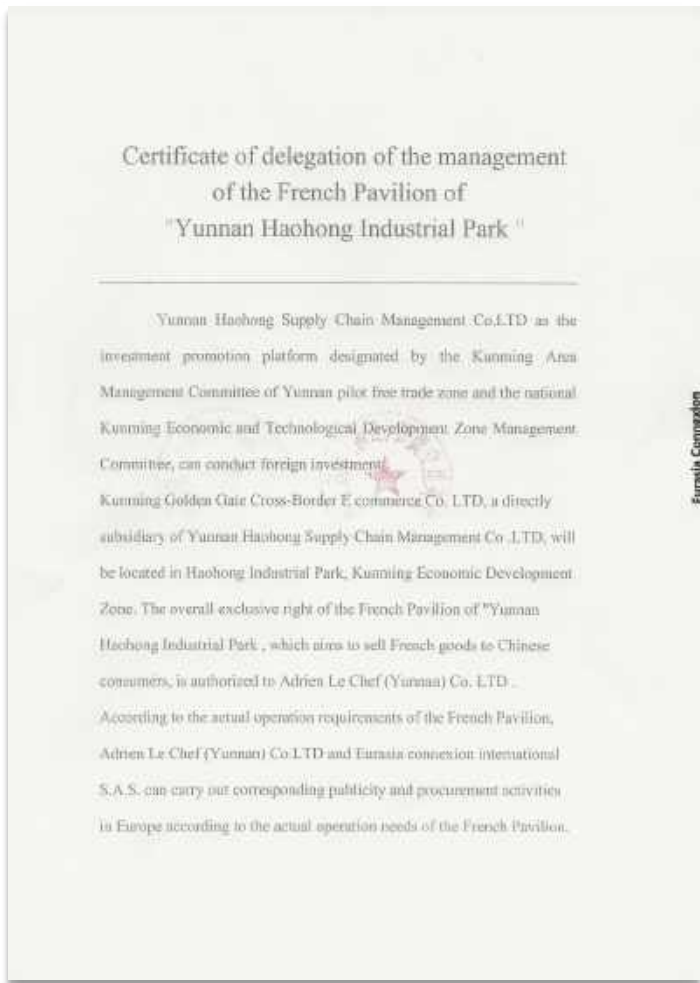 Certificate of delegation of the management
of the French Pavilion of
"Yunnan Haohong Industrial Park "
Yunnan Haohong Supply Chain Management Co.LTD as the
investment promotion platform designated by the Kunming Area
Management Committee of Yunnan pilot free trade zone and the national
Kunming Economic and Technological Development Zone Management
Committee, can conduct foreign investment.
Kunming Golden Gate Cross-Border E commerce Co. LTD, a directly
subsidiary of Yunnan Haohong Supply Chain Management Co .LTD, will
be located in Haohong Industrial Park, Kunming Economic Development
Zone. The overall exclusive right of the French Pavilion of "Yunnan
Haohong Industrial Park , which aims to sell French goods to Chinese
consumers, is authorized to Adrien Le Chef (Yunnan) Co. LTD .
According to the actual operation requirements of the French Pavilion,
Adrien Le Chef (Yunnan) Co.LTD and Eurasia connexion international
S.A.S. can carry out corresponding publicity and procurement activities
in Europe according to the actual operation needs of the French Pavilion.
Eurasia Connexion